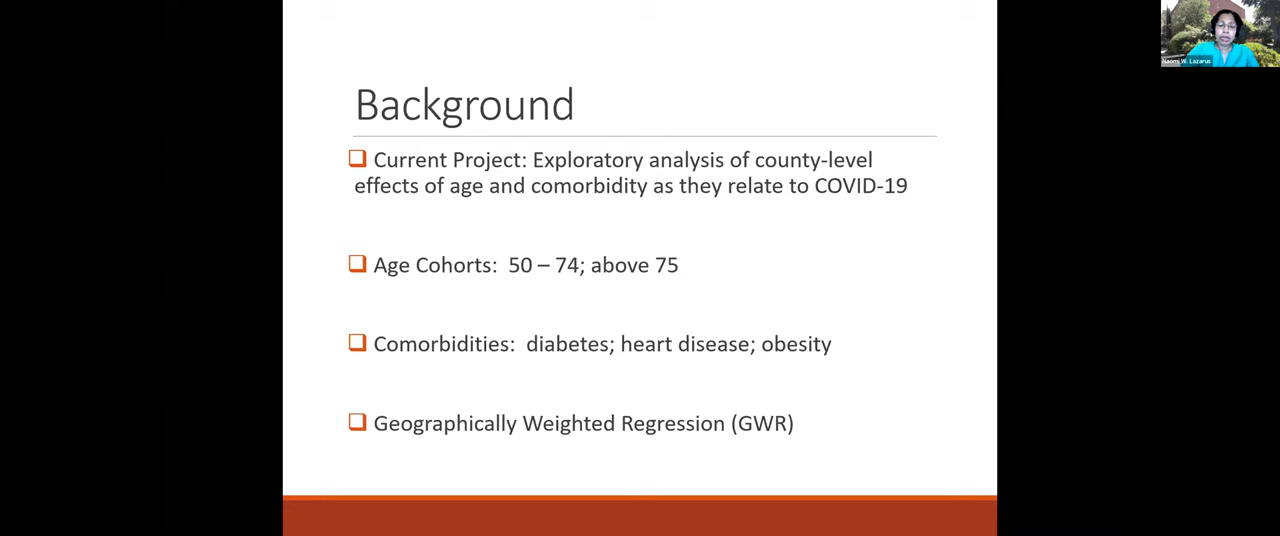 Naomi W. Lazarus
Background
Current Project: Exploratory analysis of county-level
effects of age and comorbidity as they relate to COVID-19
Age Cohorts: 50 – 74; above 75
Comorbidities: diabetes; heart disease; obesity
Geographically Weighted Regression (GWR)